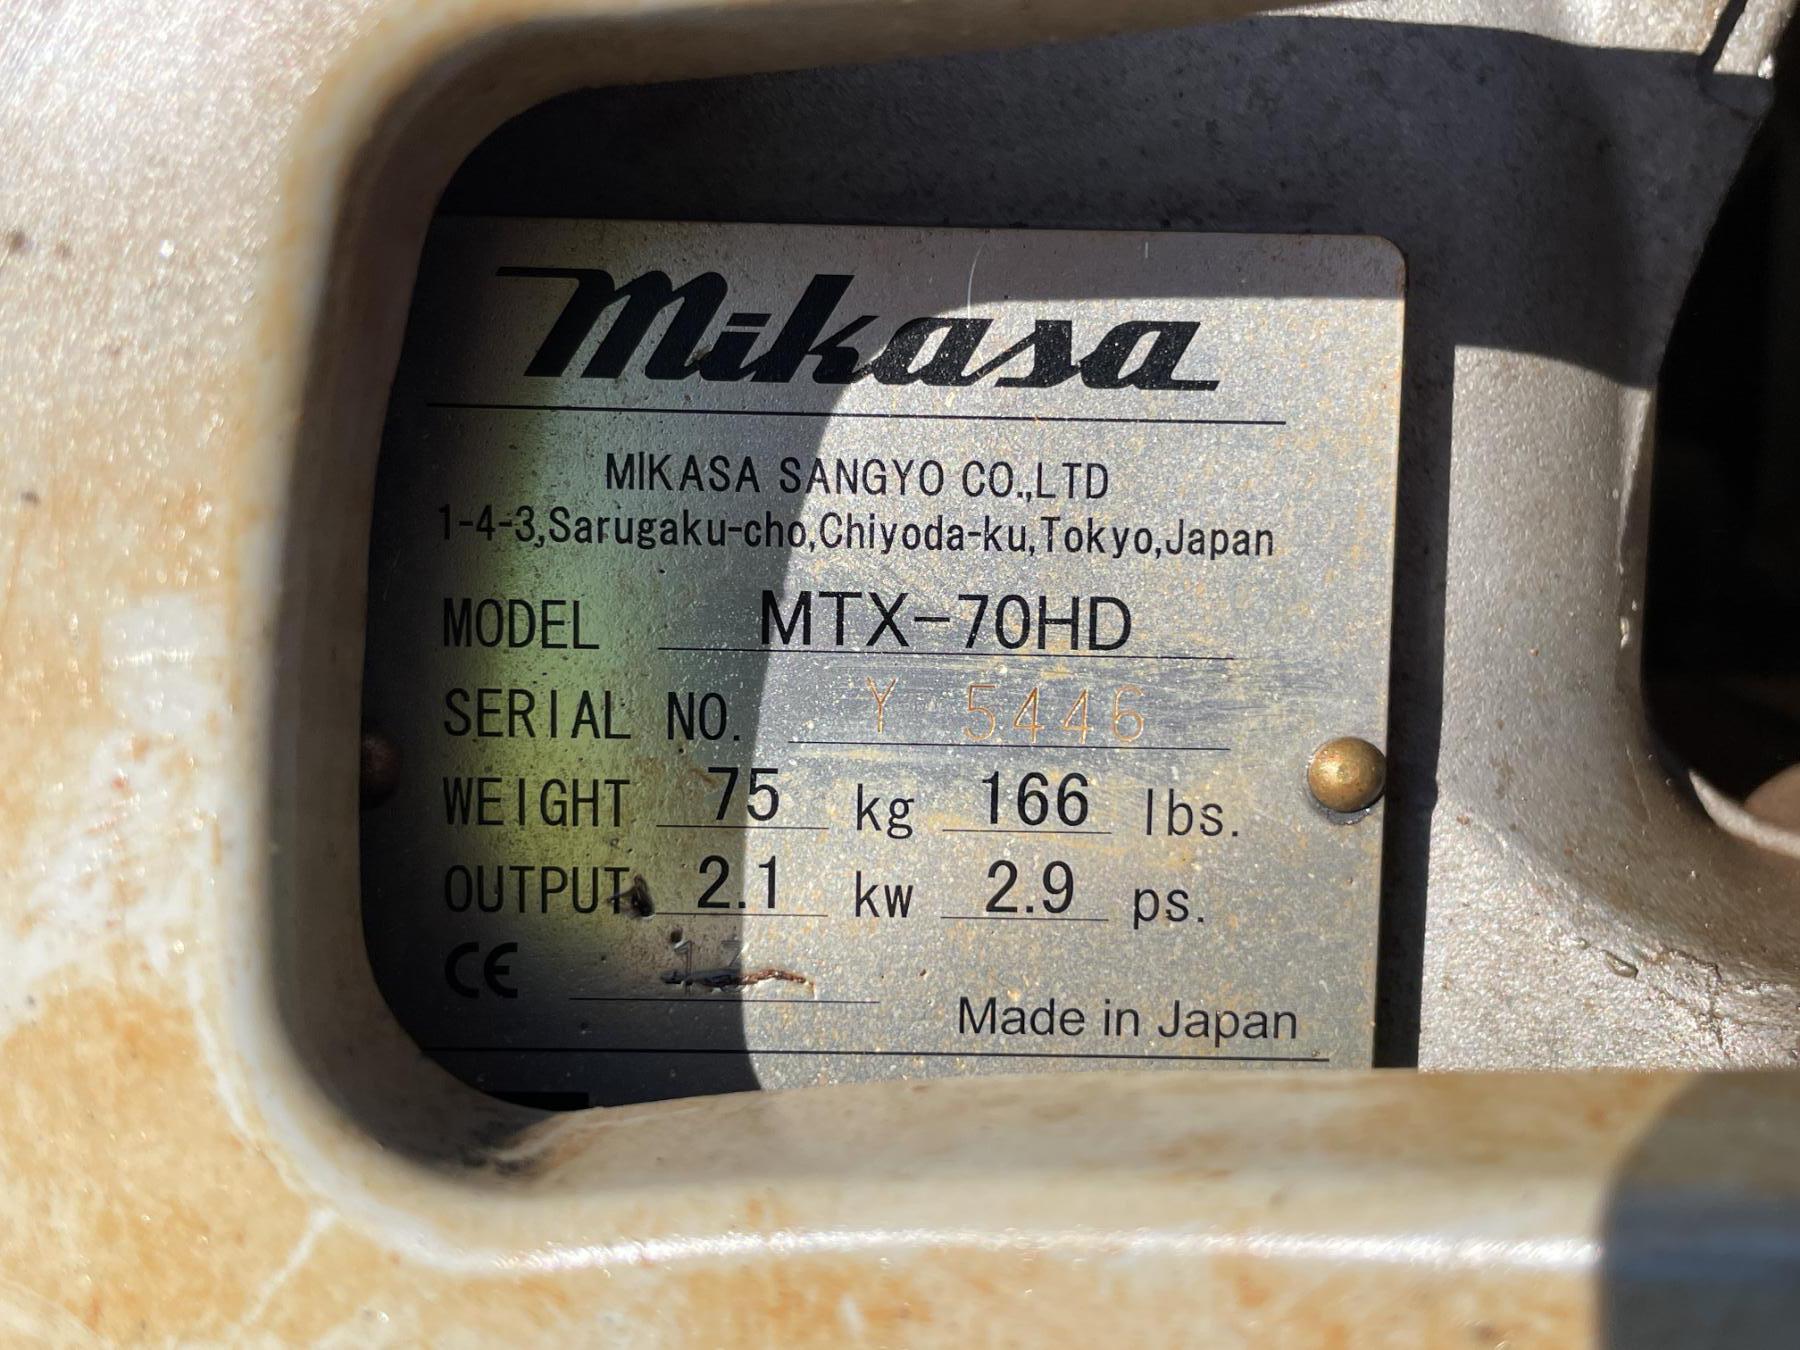 mikasa
MIKASA SANGYO CO.,LTD
1-4-3,Sarugaku-cho,Chiyoda-ku,Tokyo,Japan
MODEL MTX-70HD
SERIAL NO. Y 5446
WEIGHT 75 kg 166 lbs.
OUTPUT 2.1 kw 2.9 ps.
CE
Made in Japan